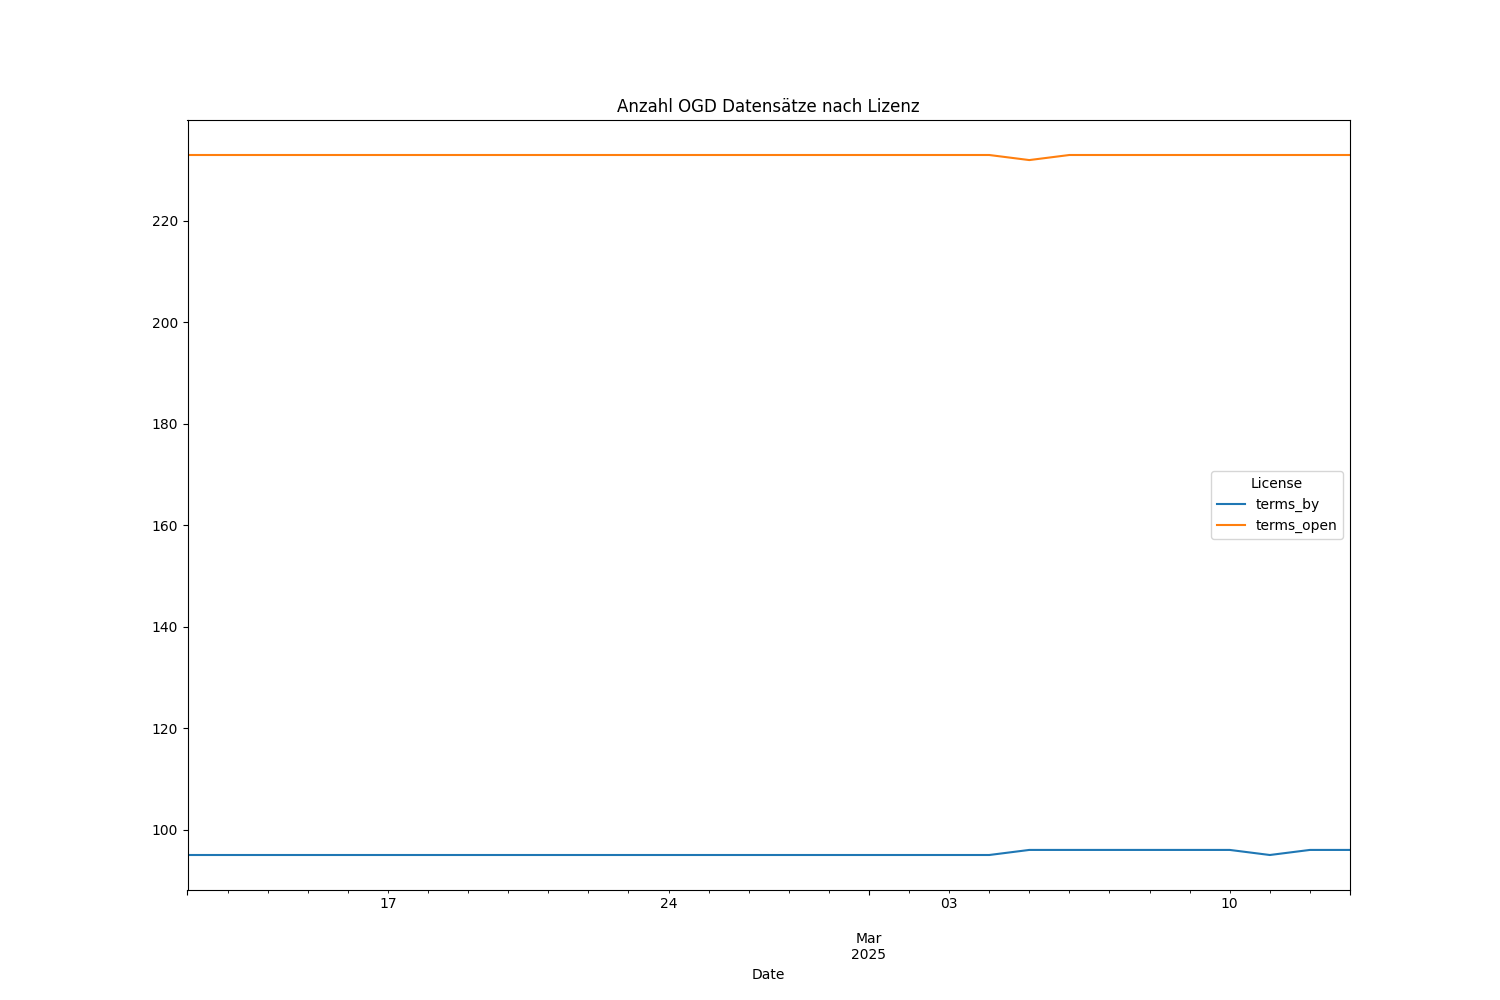 Anzahl OGD Datensätze nach Lizenz
220
200
180
160
140
120
100
License
terms_by
terms_open
17
24
03
10
Mar
2025
Date